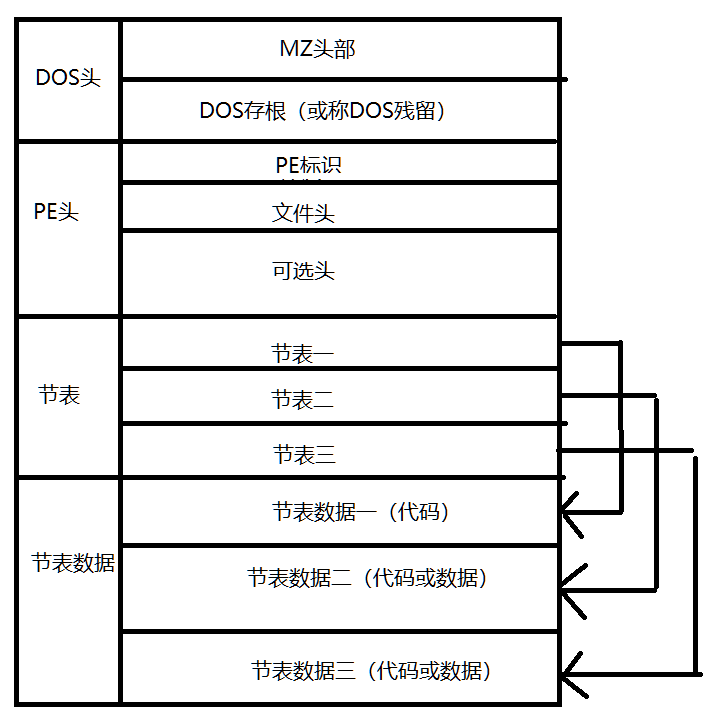 DOS头
MZ头部
DOS存根（或称DOS残留）
PE头
PE标识
文件头
可选头
节表
节表一
节表二
节表三
节表数据
节表数据一（代码）
节表数据二（代码或数据）
节表数据三（代码或数据）